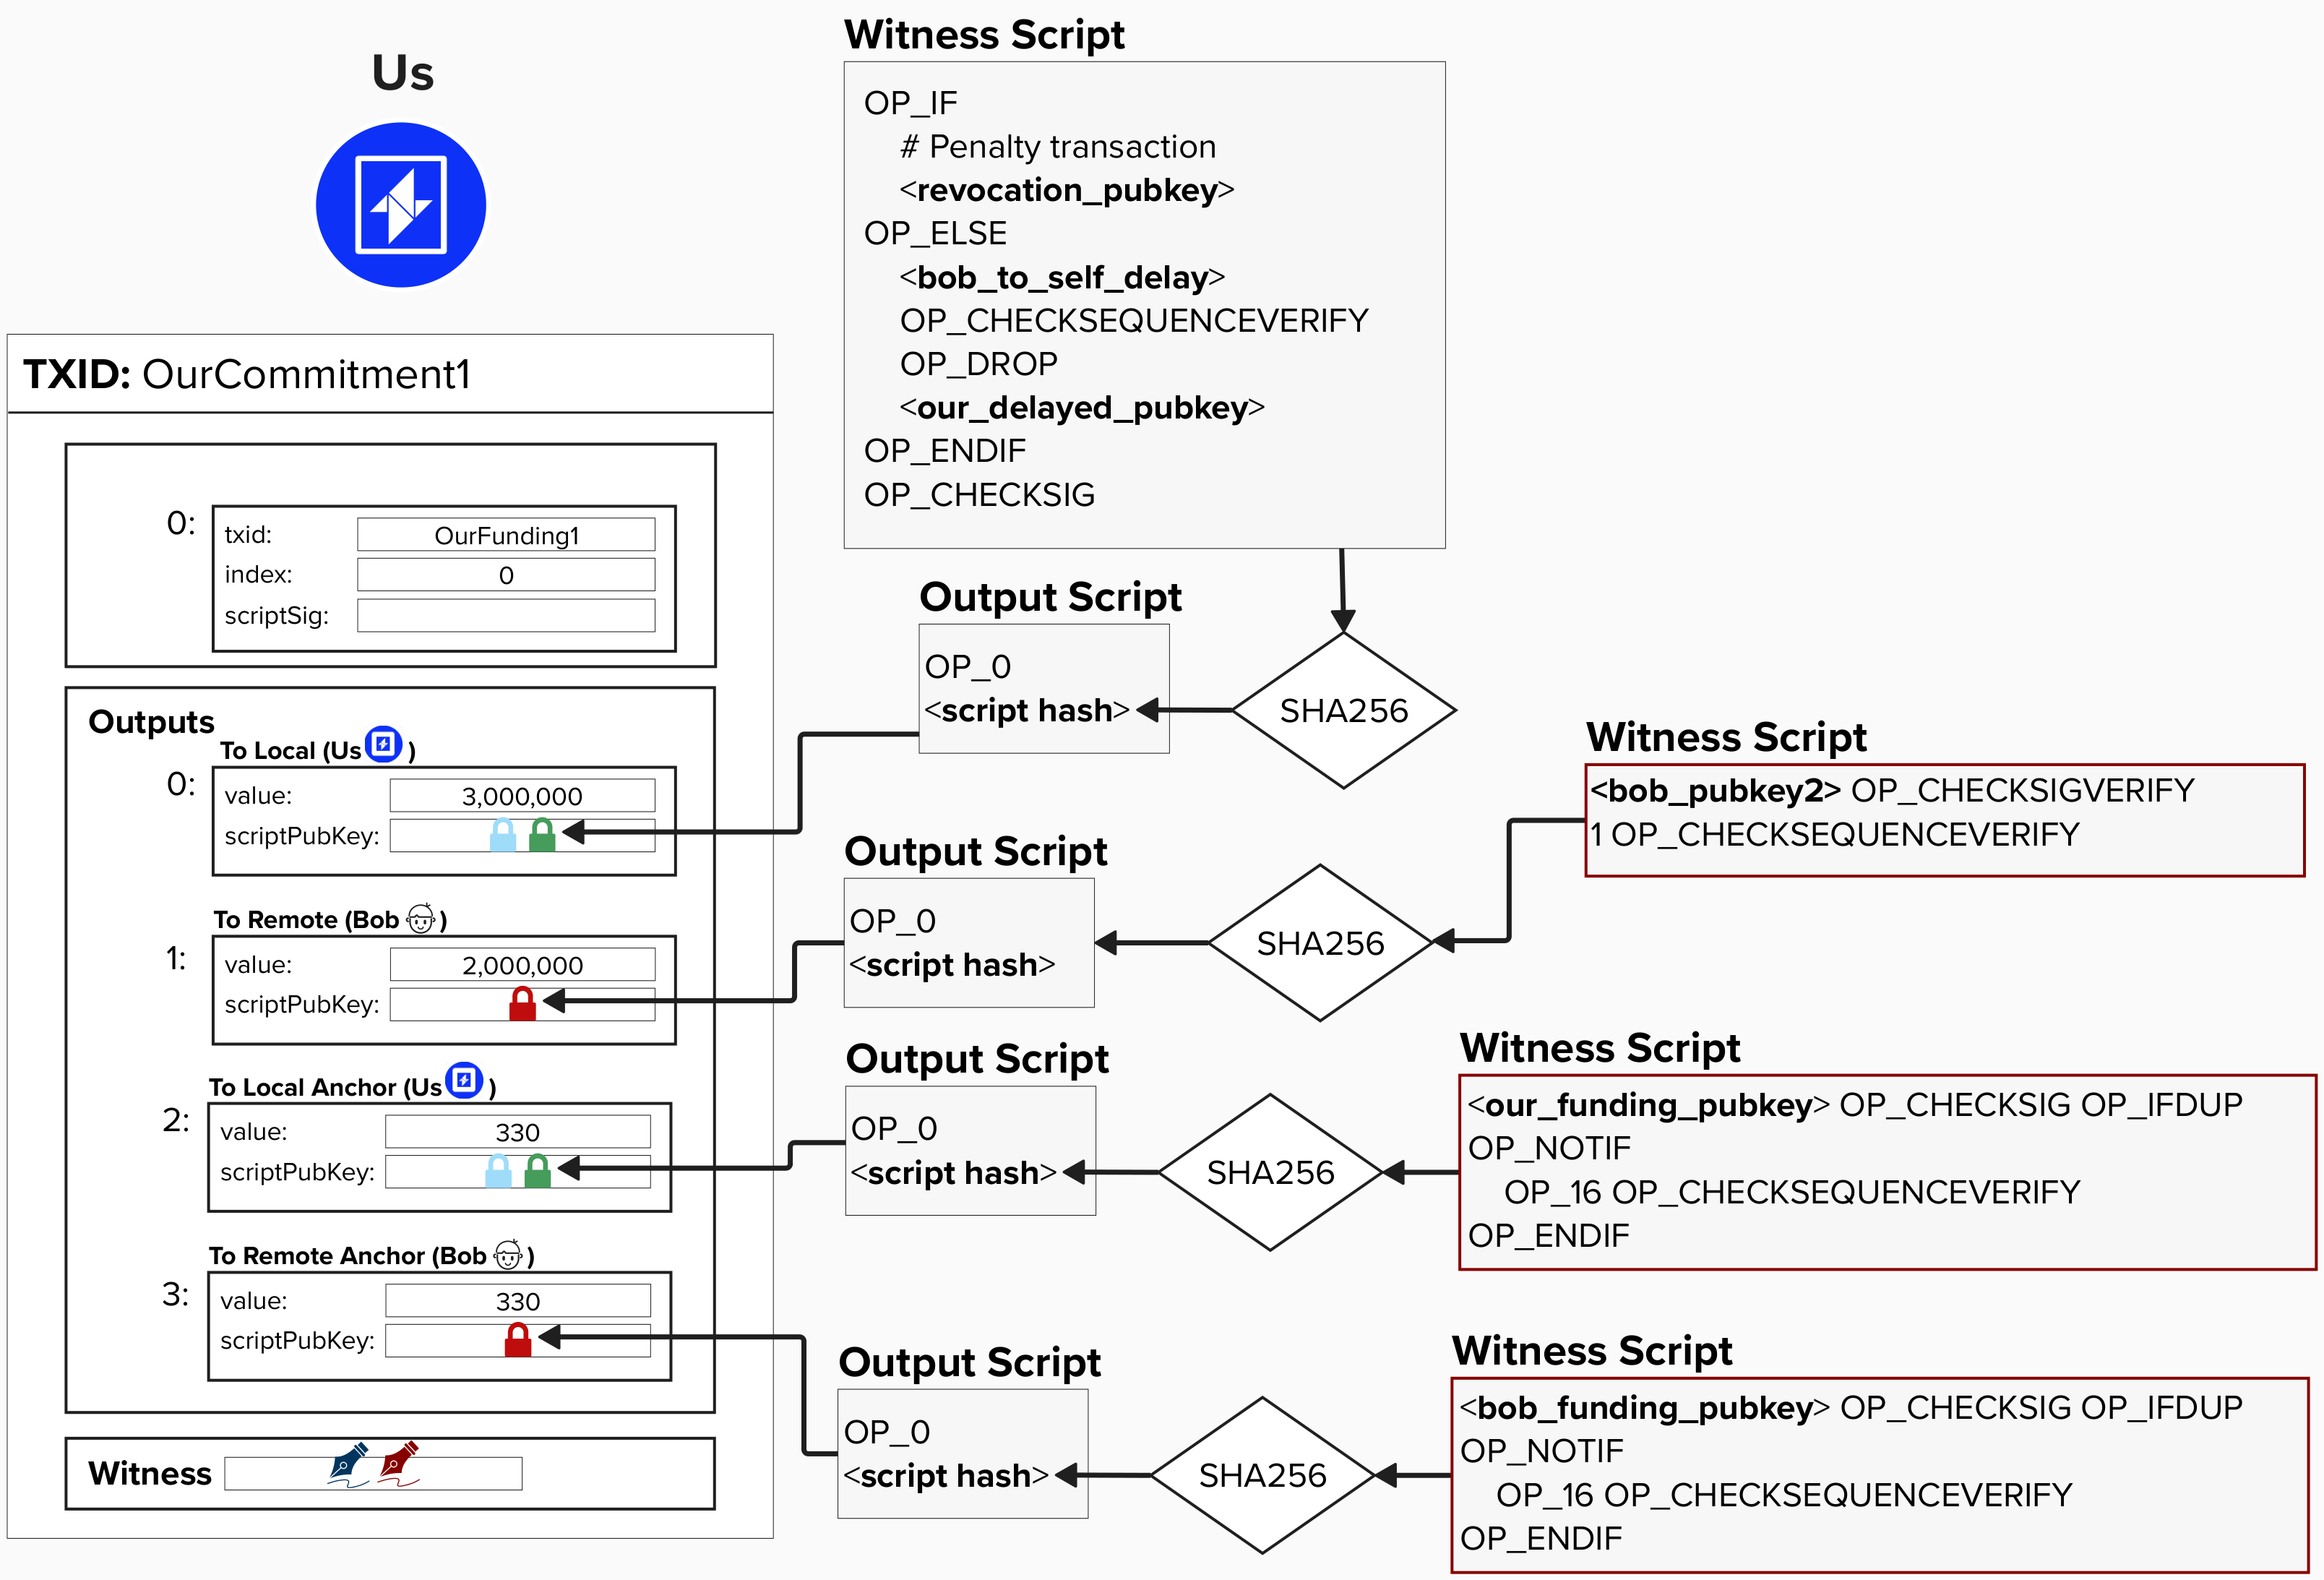 Us
TXID: OurCommitment1
0:
txid: OurFunding1
index: 0
scriptSig:
Outputs
To Local (Us )
0:
value: 3,000,000
scriptPubKey:
To Remote (Bob )
1:
value: 2,000,000
scriptPubKey:
To Local Anchor (Us )
2:
value: 330
scriptPubKey:
To Remote Anchor (Bob )
3:
value: 330
scriptPubKey:
Witness
Witness Script
OP_IF
# Penalty transaction
<revocation_pubkey>
OP_ELSE
<bob_to_self_delay>
OP_CHECKSEQUENCEVERIFY
OP_DROP
<our_delayed_pubkey>
OP_ENDIF
OP_CHECKSIG
Output Script
OP_0
<script hash>
SHA256
Witness Script
<bob_pubkey2> OP_CHECKSIGVERIFY
1 OP_CHECKSEQUENCEVERIFY
Output Script
OP_0
<script hash>
SHA256
Witness Script
<our_funding_pubkey> OP_CHECKSIG OP_IFDUP
OP_NOTIF
OP_16 OP_CHECKSEQUENCEVERIFY
OP_ENDIF
Output Script
OP_0
<script hash>
SHA256
Witness Script
<bob_funding_pubkey> OP_CHECKSIG OP_IFDUP
OP_NOTIF
OP_16 OP_CHECKSEQUENCEVERIFY
OP_ENDIF
Output Script
OP_0
<script hash>
SHA256